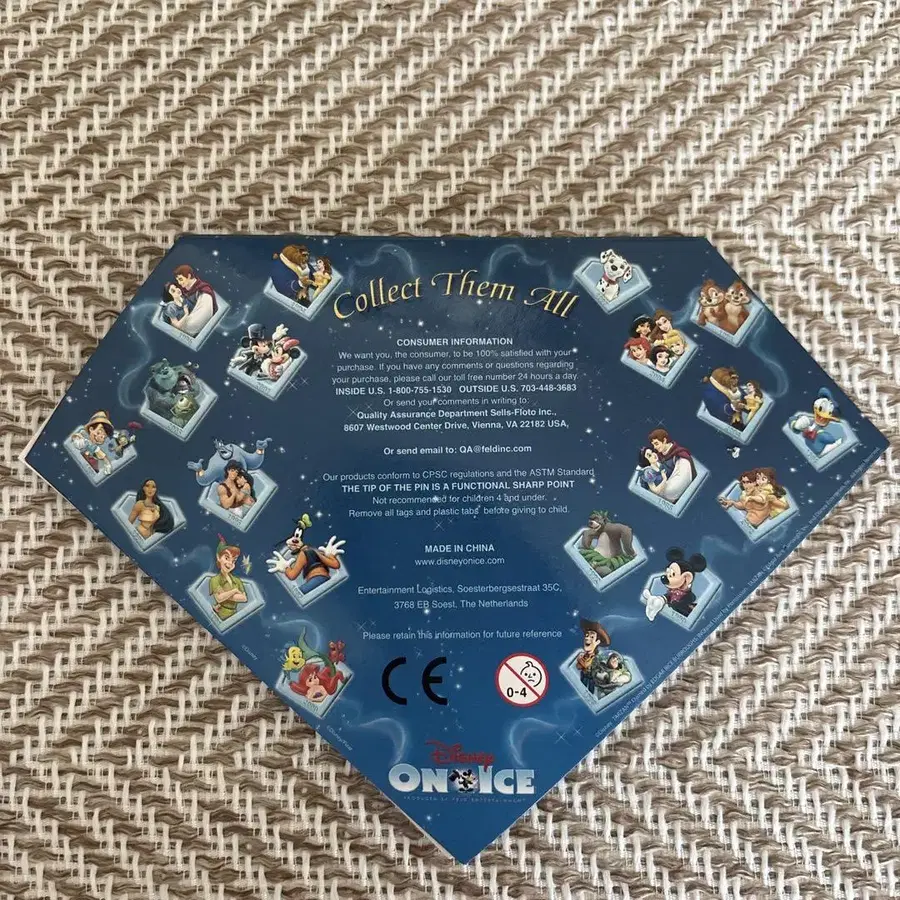 Collect Them All
CONSUMER INFORMATION
We want you, the consumer, to be 100% satisfied with your
purchase. If you have any comments or questions regarding
your purchase, please call our toll free number 24 hours a day.
INSIDE U.S. 1-800-755-1530 OUTSIDE U.S. 703-448-3683
Or send your comments in writing to:
Quality Assurance Department Sells-Floto Inc.,
8607 Westwood Center Drive, Vienna, VA 22182 USA,
Or send email to: QA@feldinc.com
Our products conform to CPSC regulations and the ASTM Standard
THE TIP OF THE PIN IS A FUNCTIONAL SHARP POINT
Not recommended for children 4 and under.
Remove all tags and plastic tabs before giving to child.
MADE IN CHINA
www.disneyonice.com
Entertainment Logistics, Soesterbergsestraat 35C,
3768 EB Soest, The Netherlands
Please retain this information for future reference
CE
0-4
Disney
ON ICE
PRODUCED BY FELD ENTERTAINMENT
©Disney
©Disney/Pixar